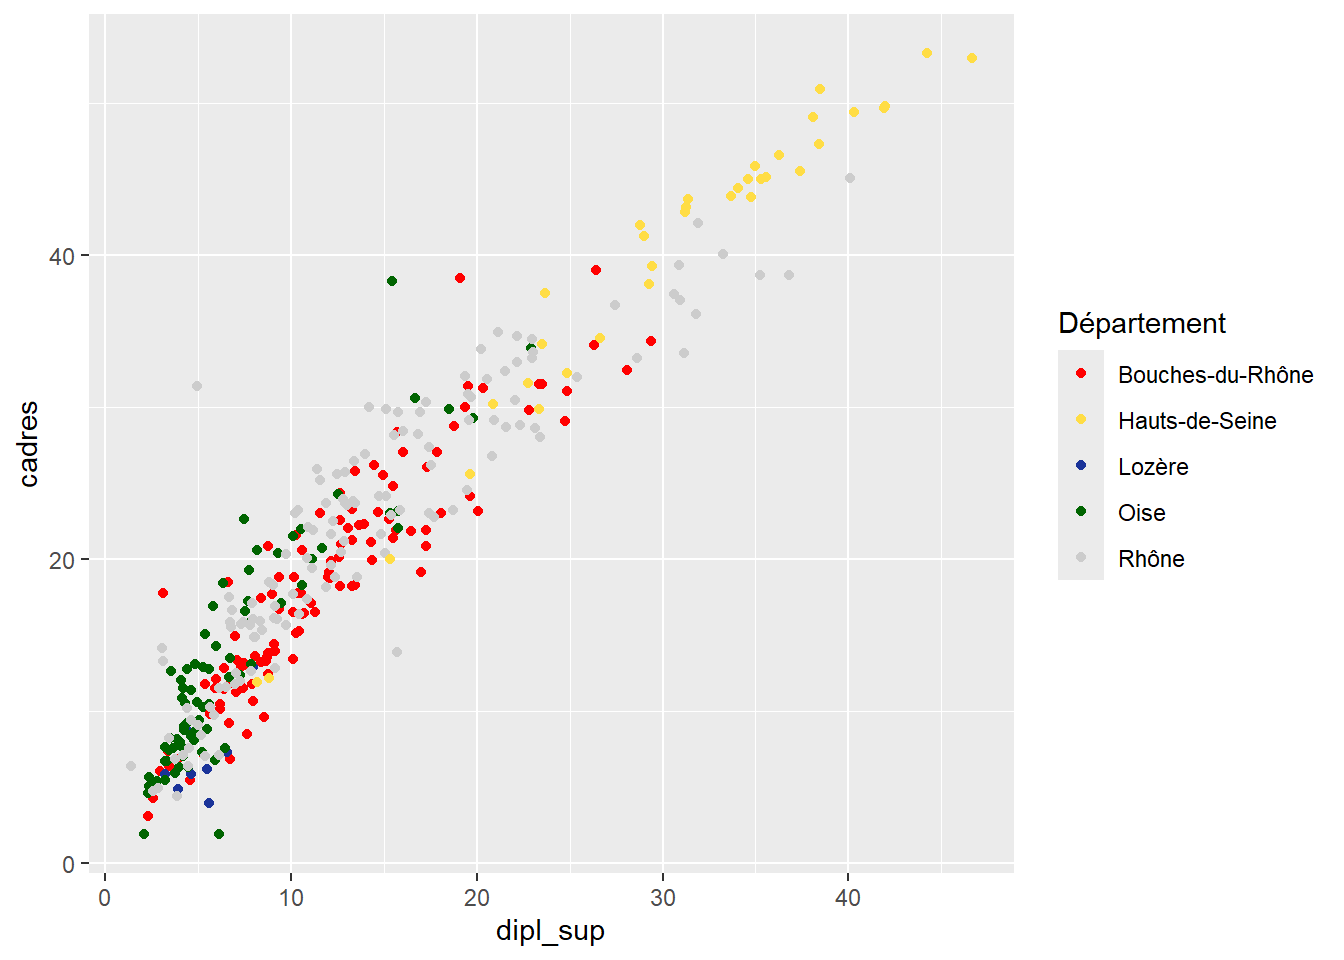 40
20
0
cadres
0
10
20
30
40
dipl_sup
Département
Bouches-du-Rhône
Hauts-de-Seine
Lozère
Oise
Rhône